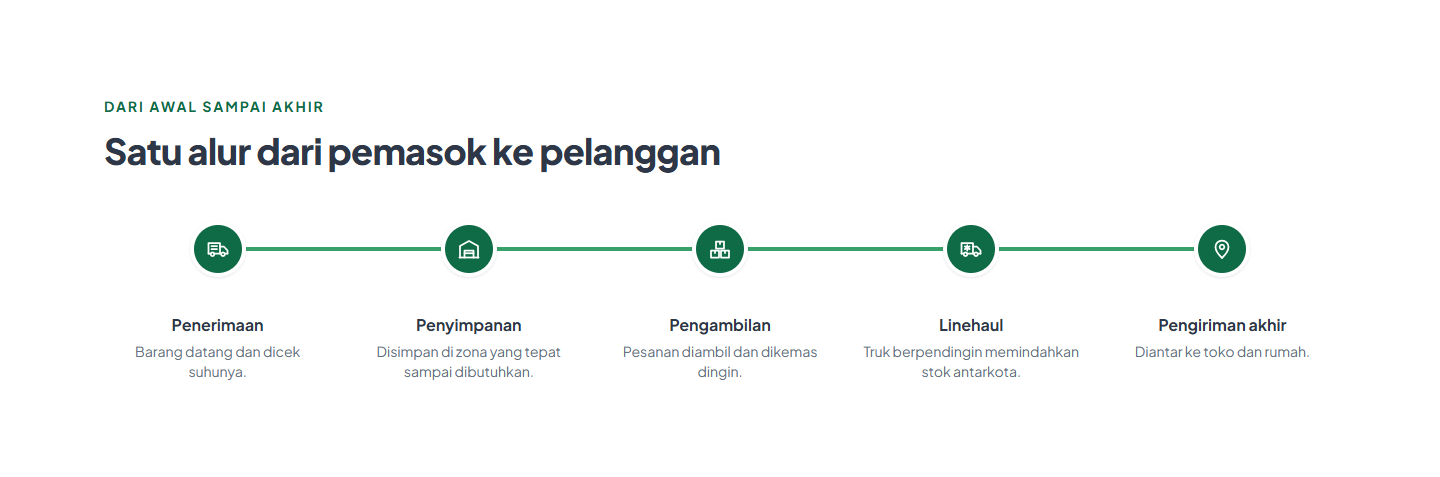 DARI AWAL SAMPAI AKHIR
Satu alur dari pemasok ke pelanggan
Penerimaan
Barang datang dan dicek
suhunya.
Penyimpanan
Disimpan di zona yang tepat
sampai dibutuhkan.
Pengambilan
Pesanan diambil dan dikemas
dingin.
Linehaul
Truk berpendingin memindahkan
stok antarkota.
Pengiriman akhir
Diantar ke toko dan rumah.